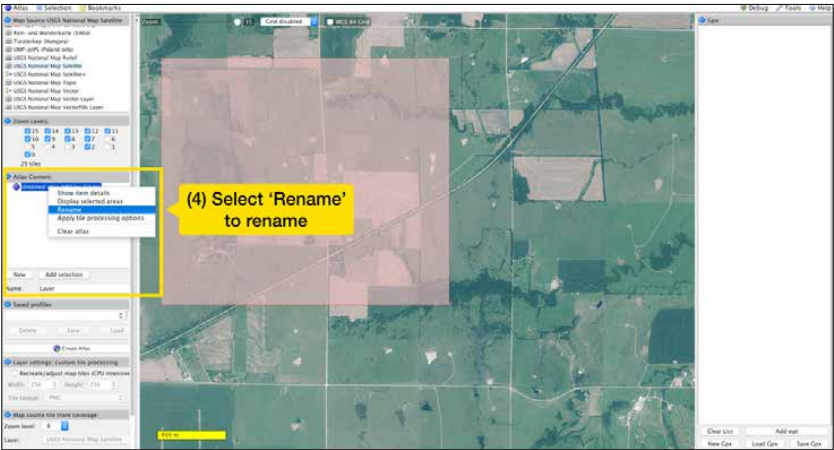 Atlas Selection Bookmarks Debug Tools Help
Map Source: USGS National Map Satellite
Turaterkep (Hungary)
UMP-pcPL (Poland only)
USGS National Map Relief
USGS National Map Satellite
USGS National Map Satellite+
USGS National Map Topo
USGS National Map Vector
USGS National Map Vector Layer
USGS National Map VectorFills Layer
Zoom Levels:
15 14 13 12 11
10 9 8 7 6
5 4 3 2 1
0
25 tiles
Atlas Content:
Show item details
Display selected areas
Rename
Apply tile processing options
Clear atlas
New Add selection
Name: Layer
Saved profiles:
Delete Save Load
Create Atlas
Layer settings: custom tile processing:
Recreate/adjust map tiles (CPU intensive
Width: 256 Height: 256
Tile format: PNG
Map source tile store coverage:
Zoom level: 8
Layer: USGS National Map Satellite
Zoom 15 Grid disabled WGS 84 Grid
(4) Select ‘Rename’
to rename
Gpx
Clear List Add wpt
New Gpx Load Gpx Save Gpx